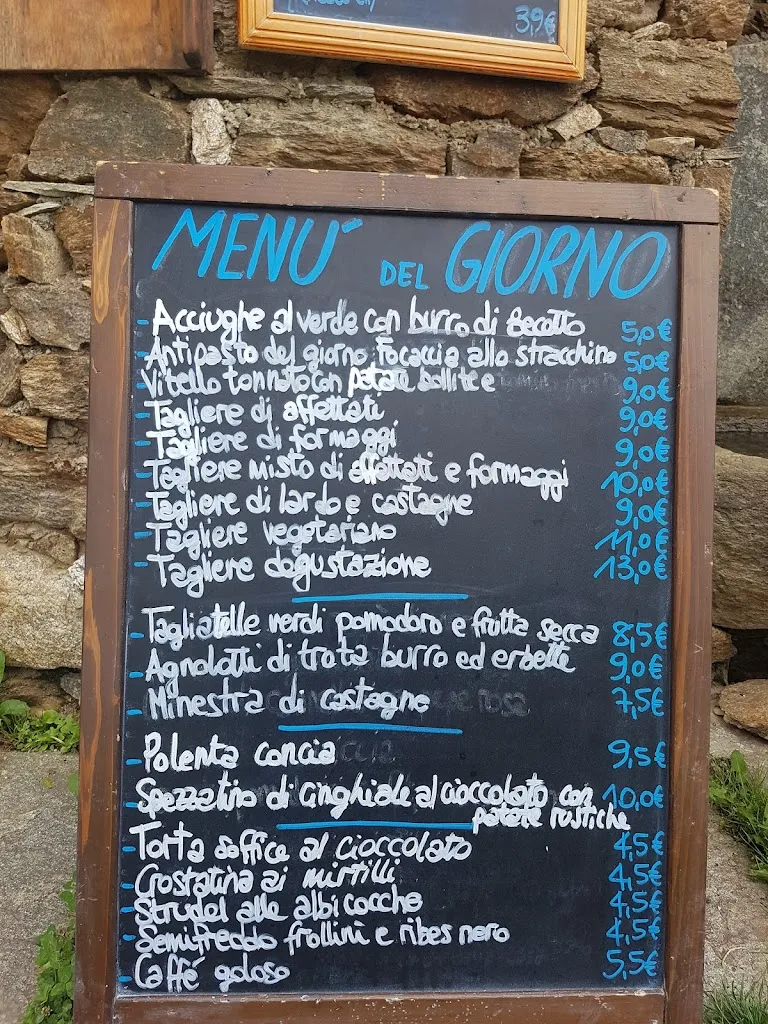 39€
MENÚ DEL GIORNO
- Acciughe al verde con burro di Becotto 5,0€
- Antipasto del giorno focaccia allo stracchino 5,0€
- Vitello tonnato con patate bollite 9,0€
- Tagliere di affettati 9,0€
- Tagliere di formaggi 9,0€
- Tagliere misto di affettati e formaggi 10,0€
- Tagliere di lardo e castagne 9,0€
- Tagliere vegetariano 11,0€
- Tagliere degustazione 13,0€
- Tagliatelle verdi pomodoro e frutta secca 8,5€
- Agnolotti di trota burro ed erbette 9,0€
- Minestra di castagne 7,5€
- Polenta concia 9,5€
- Spezzatino di cinghiale al cioccolato con 10,0€
patate rustiche
- Torta soffice al cioccolato 4,5€
- Crostatina ai mirtilli 4,5€
- Strudel alle albicocche 4,5€
- Semifreddo frollini e ribes nero 4,5€
- Caffé goloso 5,5€